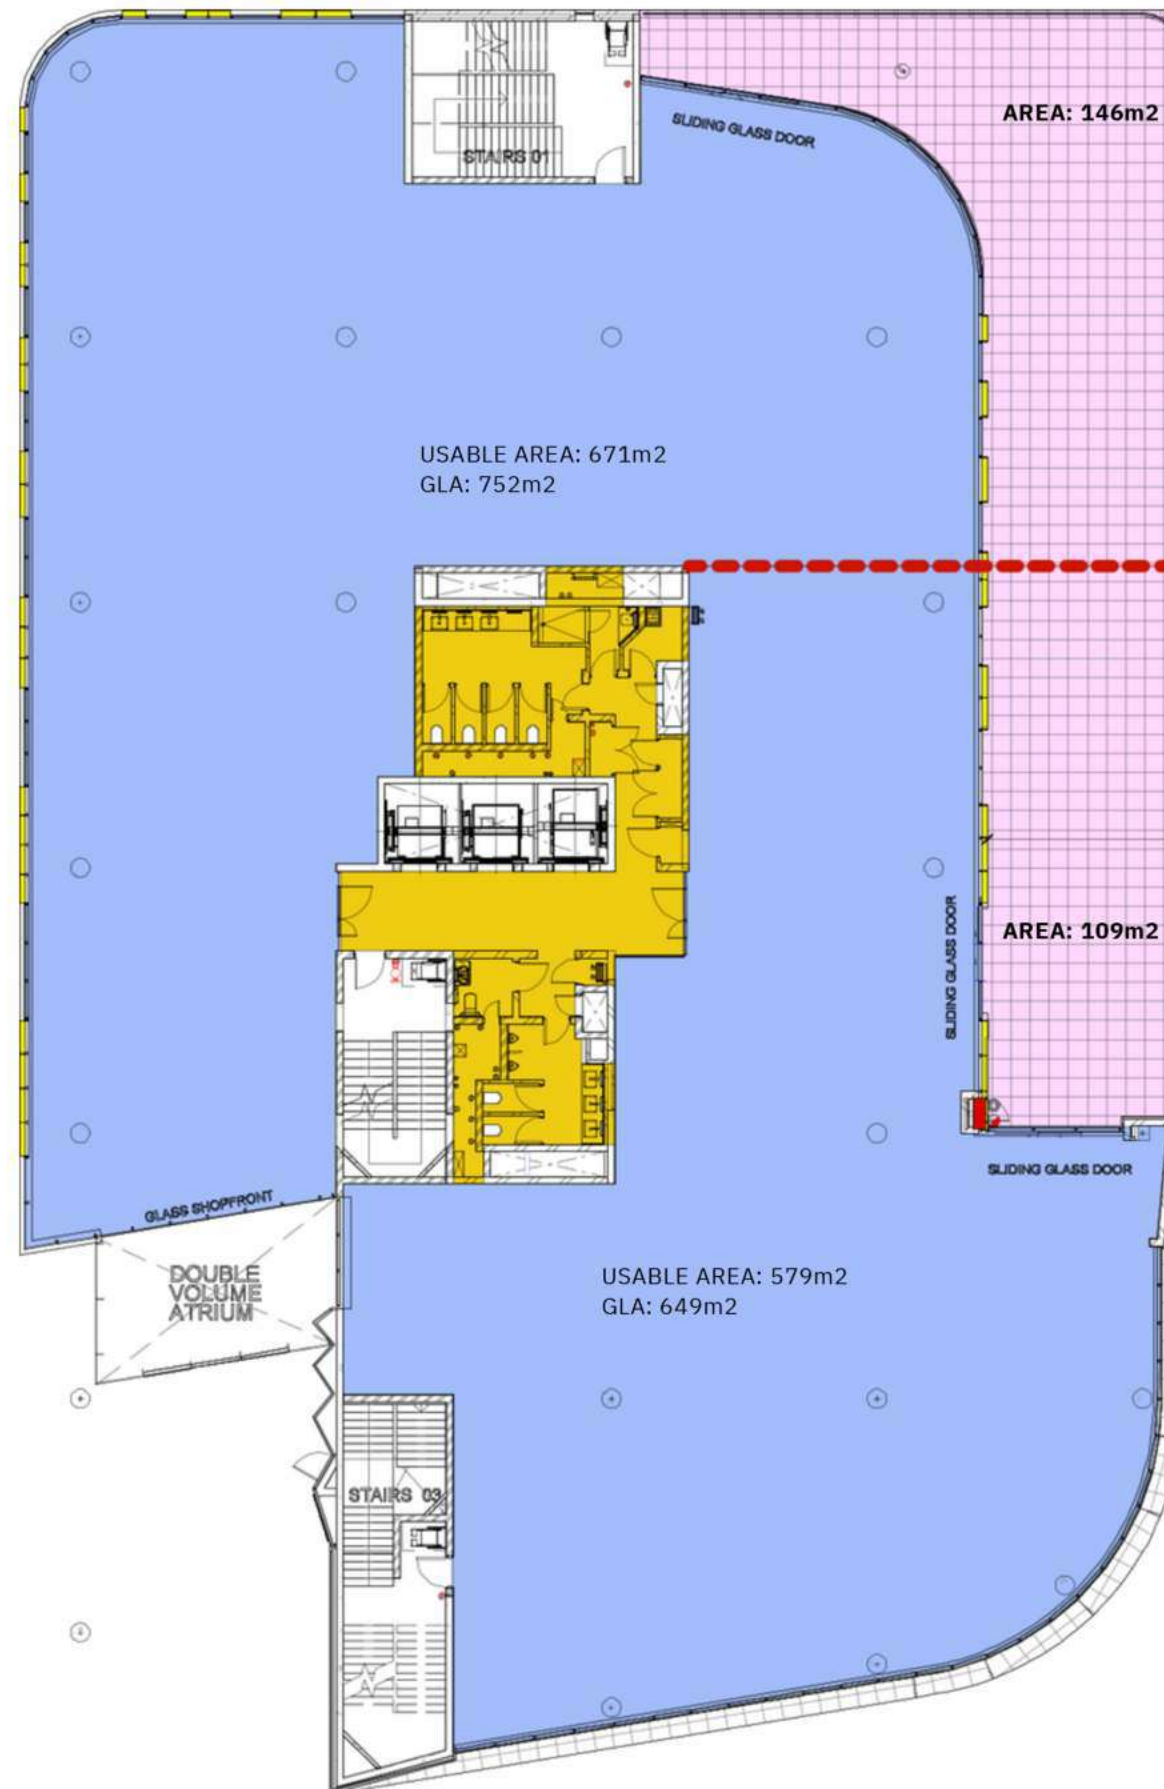 SLIDING GLASS DOOR
AREA: 146m2
STAIRS 01
USABLE AREA: 671m2
GLA: 752m2
SLIDING GLASS DOOR
AREA: 109m2
SLIDING GLASS DOOR
GLASS SHOPFRONT
DOUBLE
VOLUME
ATRIUM
USABLE AREA: 579m2
GLA: 649m2
STAIRS 03